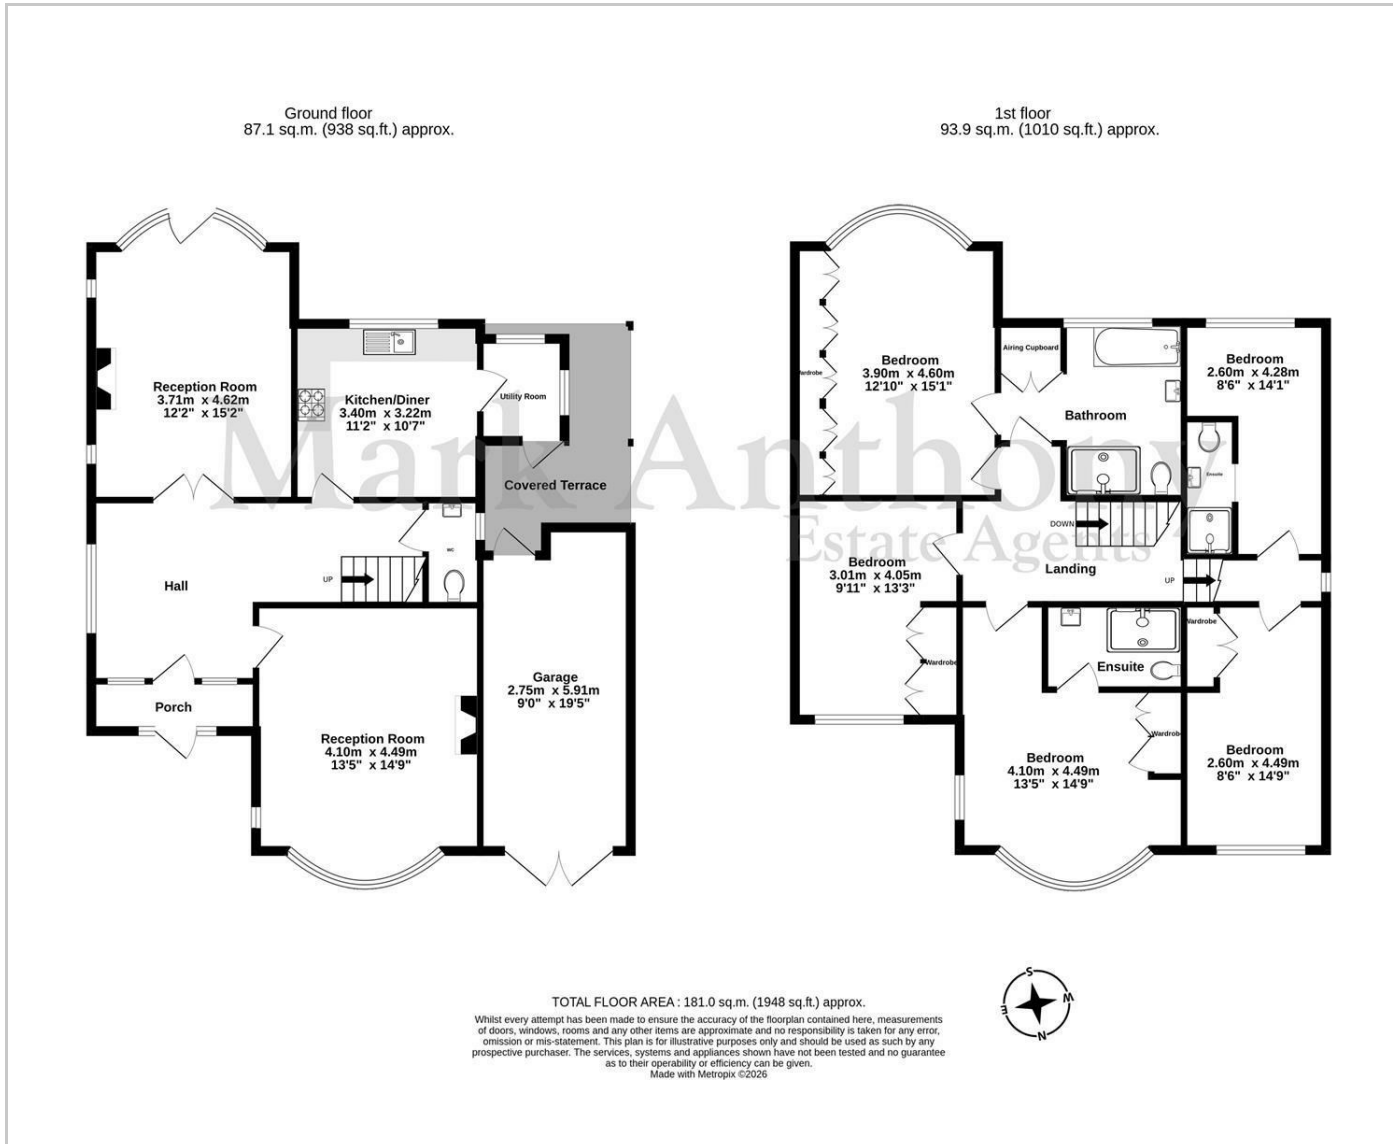 Ground floor
87.1 sq.m. (938 sq.ft.) approx.
1st floor
93.9 sq.m. (1010 sq.ft.) approx.
Reception Room
3.71m x 4.62m
12'2" x 15'2"
Kitchen/Diner
3.40m x 3.22m
11'2" x 10'7"
Utility Room
Covered Terrace
WC
UP
Hall
Porch
Reception Room
4.10m x 4.49m
13'5" x 14'9"
Garage
2.75m x 5.91m
9'0" x 19'5"
Wardrobe
Bedroom
3.90m x 4.60m
12'10" x 15'1"
Airing Cupboard
Bathroom
Bedroom
2.60m x 4.28m
8'6" x 14'1"
Ensuite
DOWN
Landing
UP
Bedroom
3.01m x 4.05m
9'11" x 13'3"
Wardrobe
Ensuite
Wardrobe
Bedroom
4.10m x 4.49m
13'5" x 14'9"
Wardrobe
Bedroom
2.60m x 4.49m
8'6" x 14'9"
Mark Anthony
Estate Agents
S
W
E
N
TOTAL FLOOR AREA : 181.0 sq.m. (1948 sq.ft.) approx.
Whilst every attempt has been made to ensure the accuracy of the floorplan contained here, measurements
of doors, windows, rooms and any other items are approximate and no responsibility is taken for any error,
omission or mis-statement. This plan is for illustrative purposes only and should be used as such by any
prospective purchaser. The services, systems and appliances shown have not been tested and no guarantee
as to their operability or efficiency can be given.
Made with Metropix ©2026